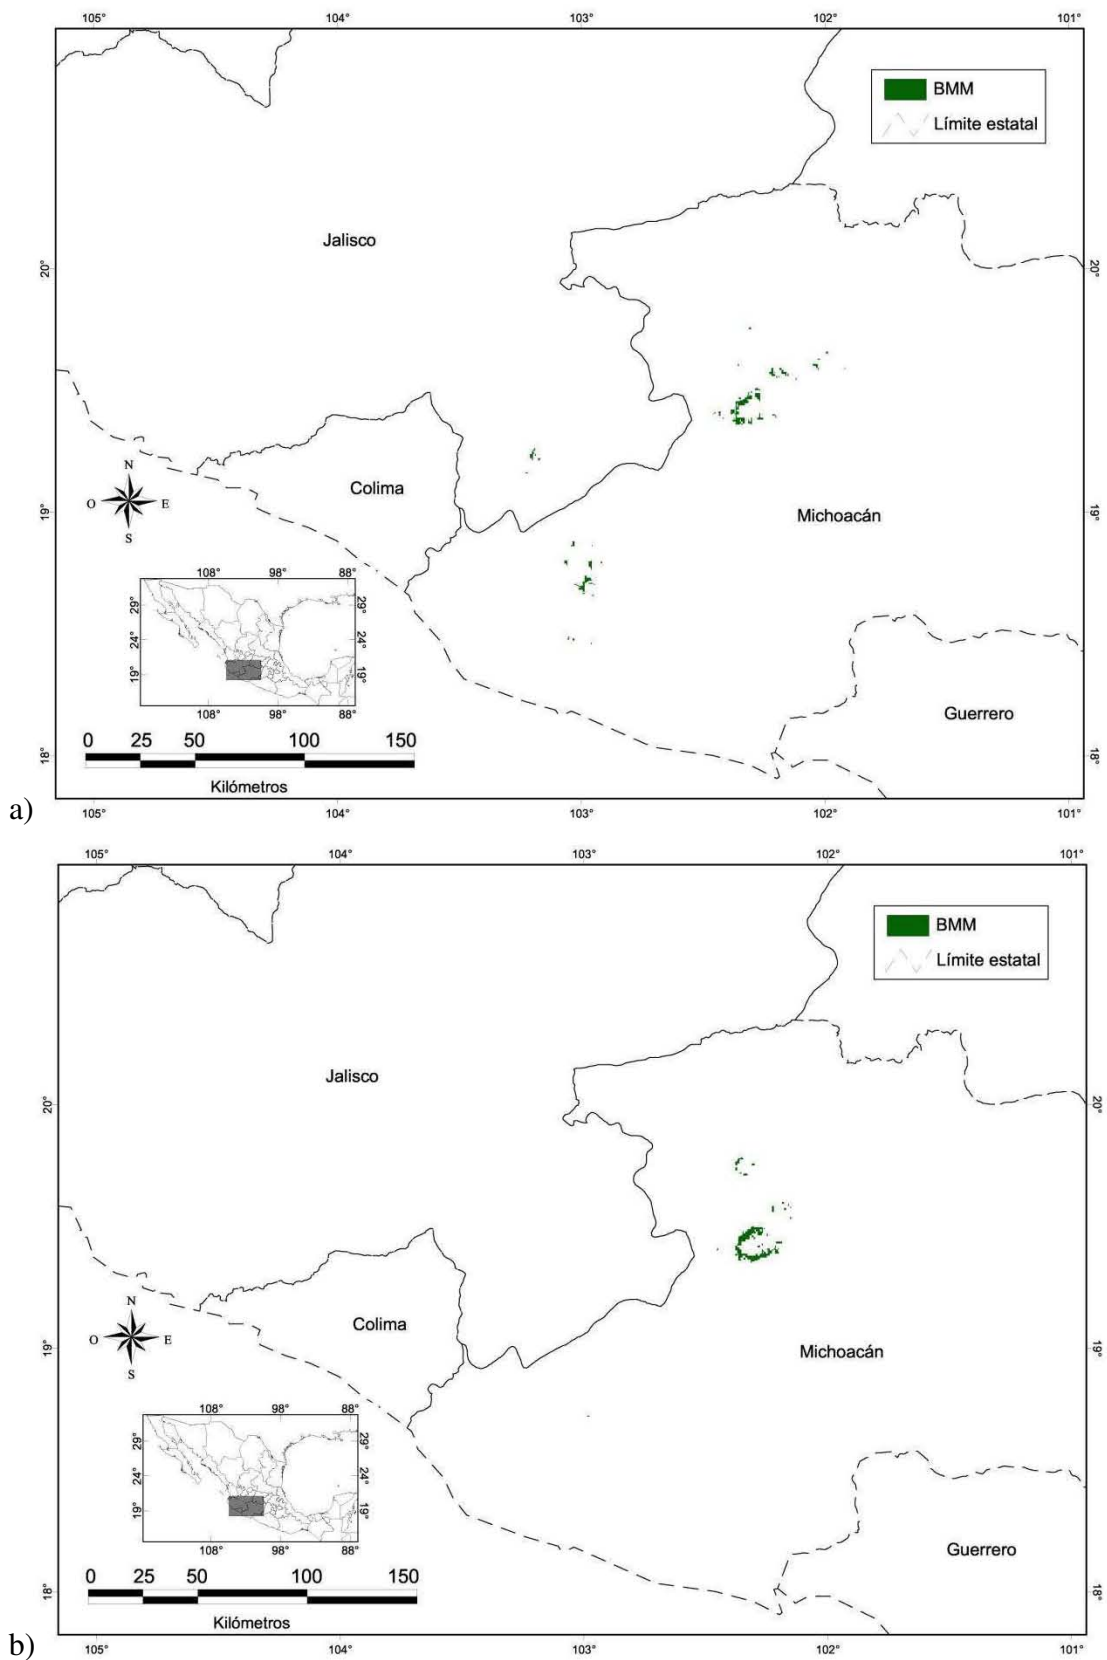 105° 104° 103° 102° 101°
BMM
Límite estatal
Jalisco
20° 20°
Colima
Michoacán
19° 19°
N
O E
S
108° 98° 88°
29° 29°
24° 24°
19° 19°
108° 98° 88°
Guerrero
0 25 50 100 150
Kilómetros
18° 18°
a)
105° 104° 103° 102° 101°
105° 104° 103° 102° 101°
BMM
Límite estatal
Jalisco
20° 20°
Colima
Michoacán
19° 19°
N
O E
S
108° 98° 88°
29° 29°
24° 24°
19° 19°
108° 98° 88°
Guerrero
0 25 50 100 150
Kilómetros
18° 18°
b)
105° 104° 103° 102° 101°